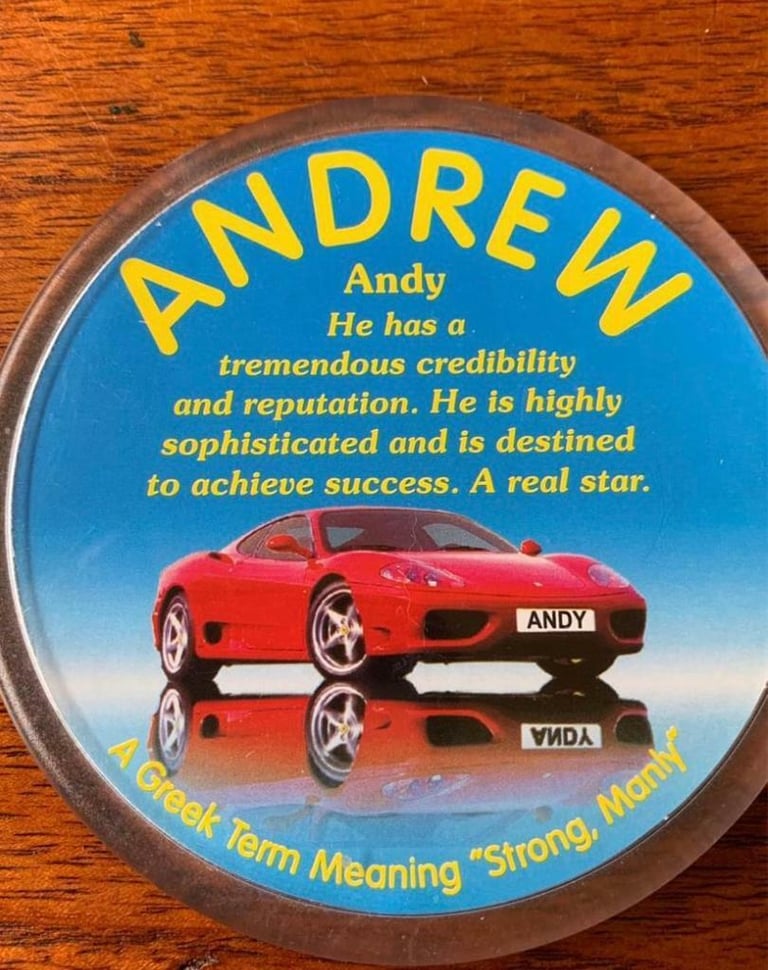 ANDREW
Andy
He has a
tremendous credibility
and reputation. He is highly
sophisticated and is destined
to achieve success. A real star.
ANDY
ANDY
A Greek Term Meaning "Strong, Manly"